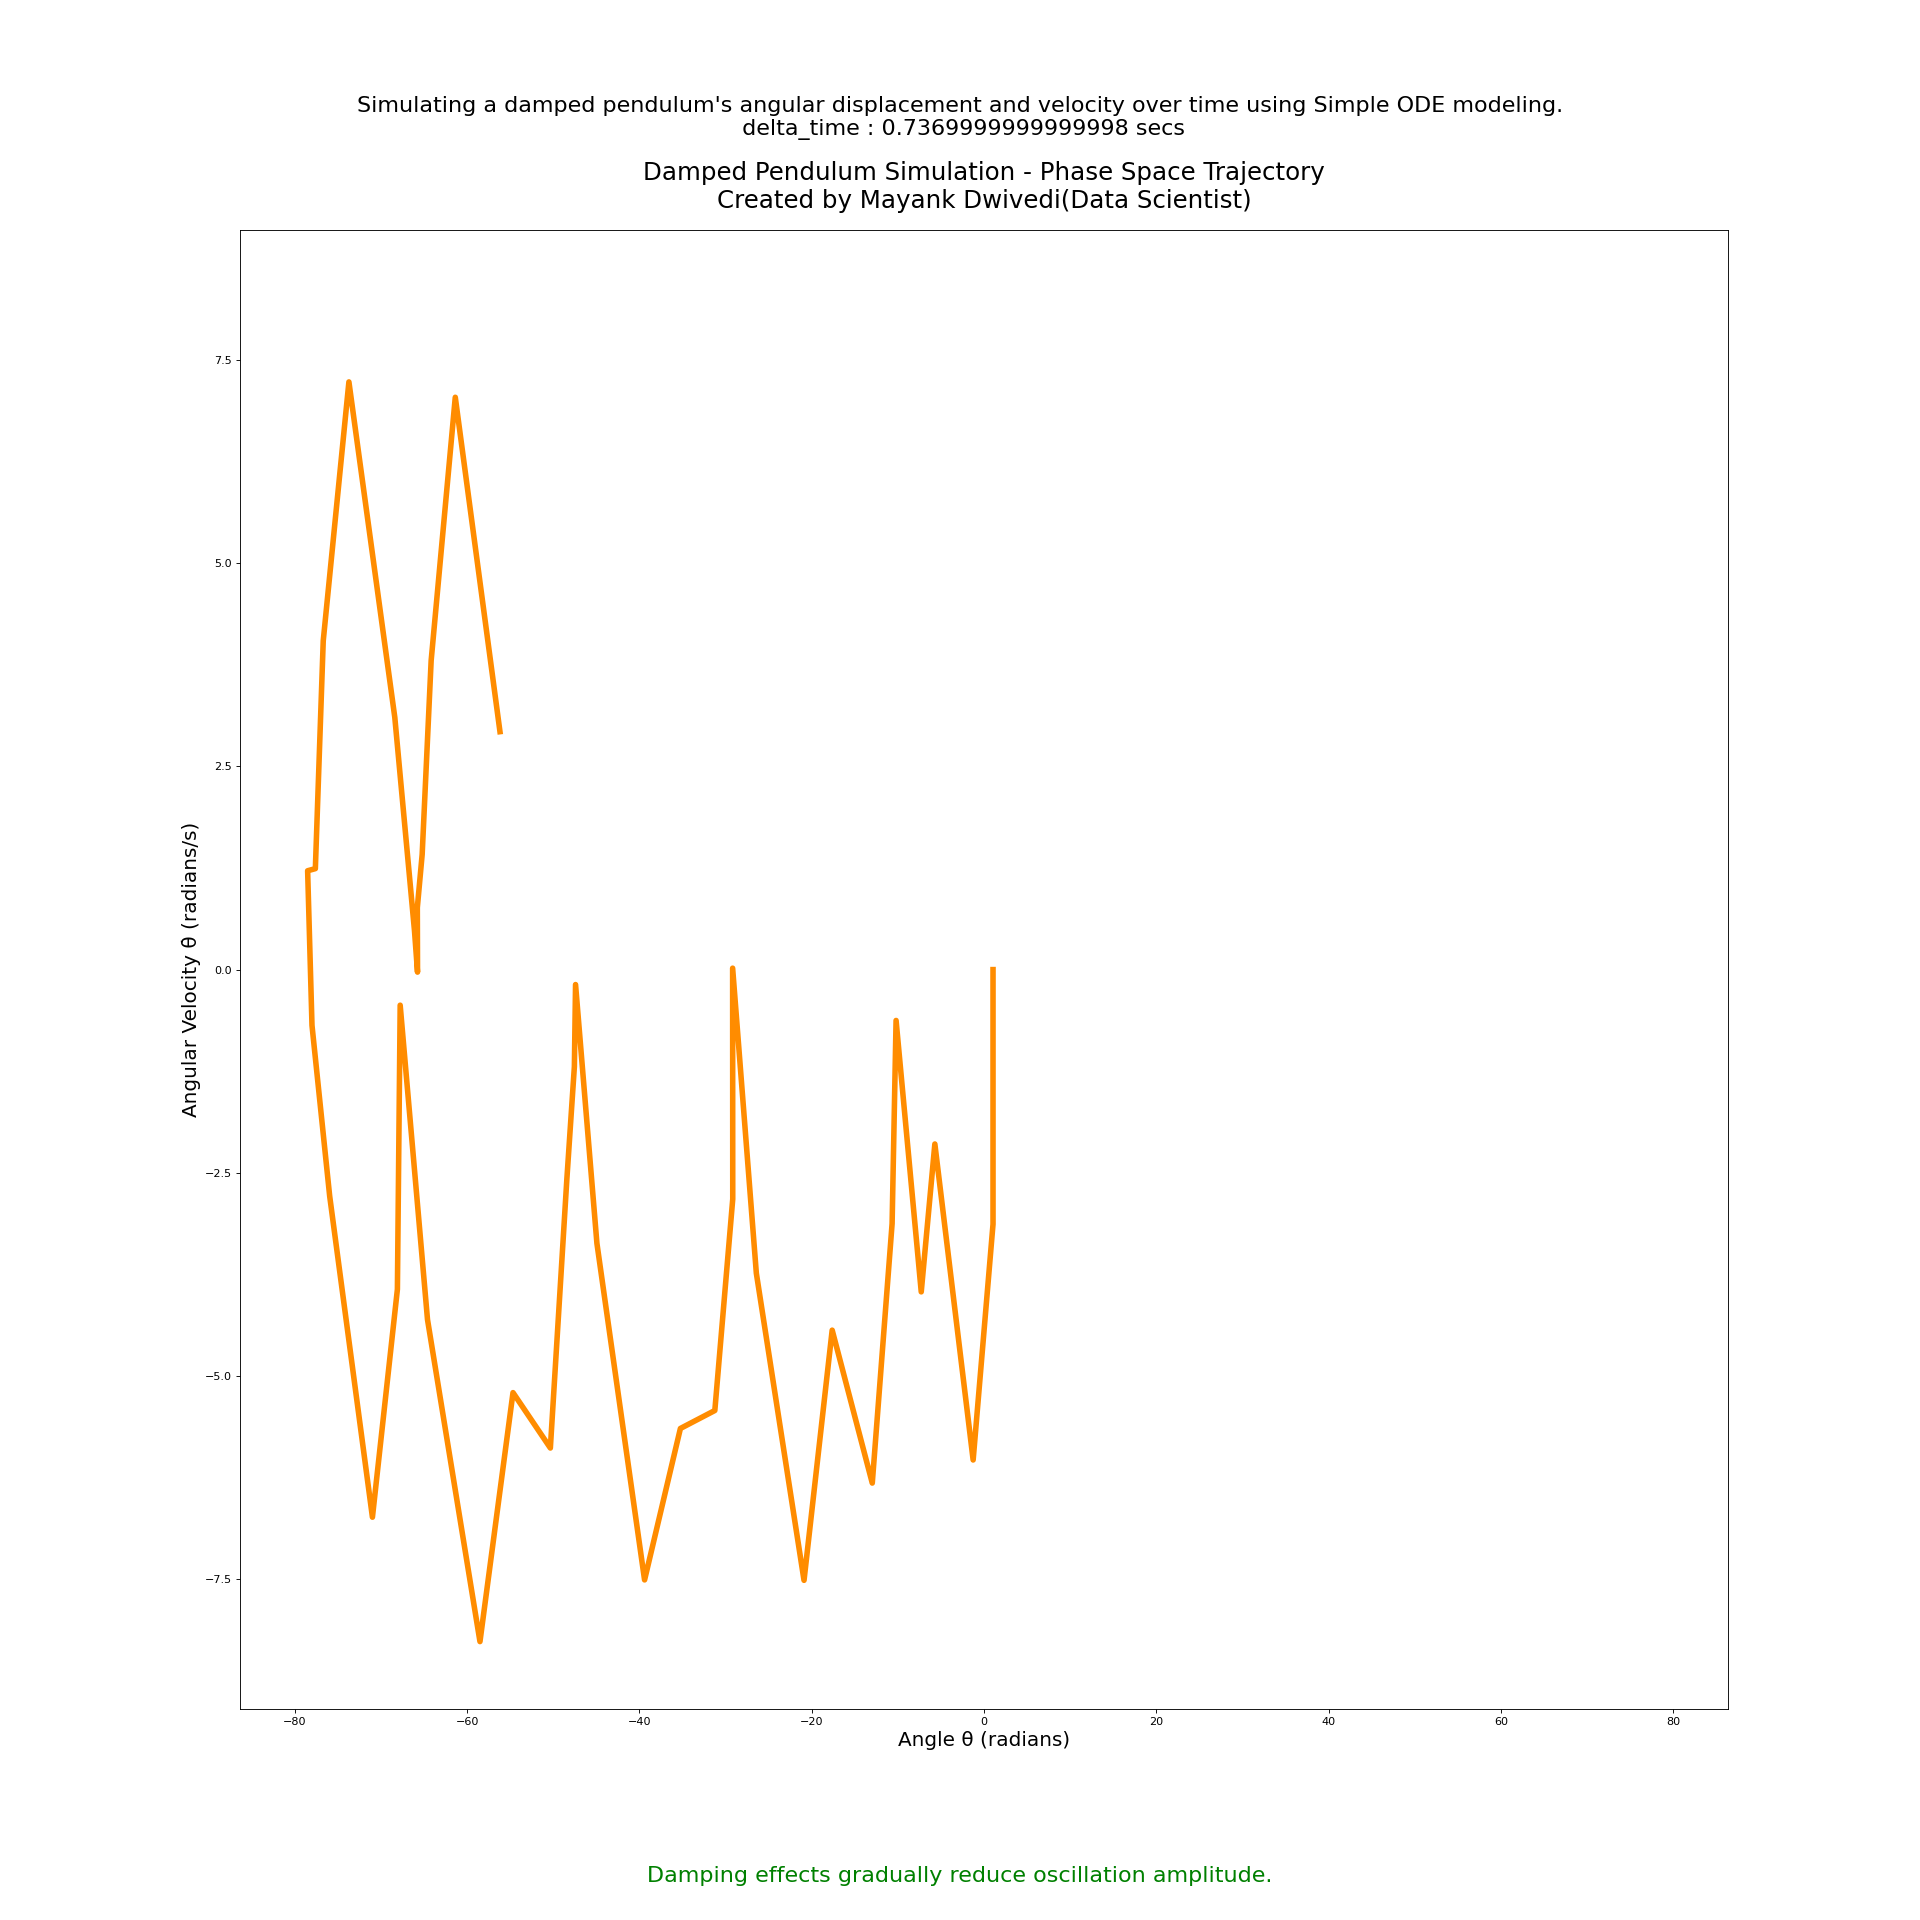 Simulating a damped pendulum's angular displacement and velocity over time using Simple ODE modeling.
delta_time : 0.7369999999999998 secs
Damped Pendulum Simulation - Phase Space Trajectory
Created by Mayank Dwivedi(Data Scientist)
7.5
5.0
2.5
0.0
−2.5
−5.0
−7.5
Angular Velocity θ (radians/s)
−80
−60
−40
−20
0
20
40
60
80
Angle θ (radians)
Damping effects gradually reduce oscillation amplitude.